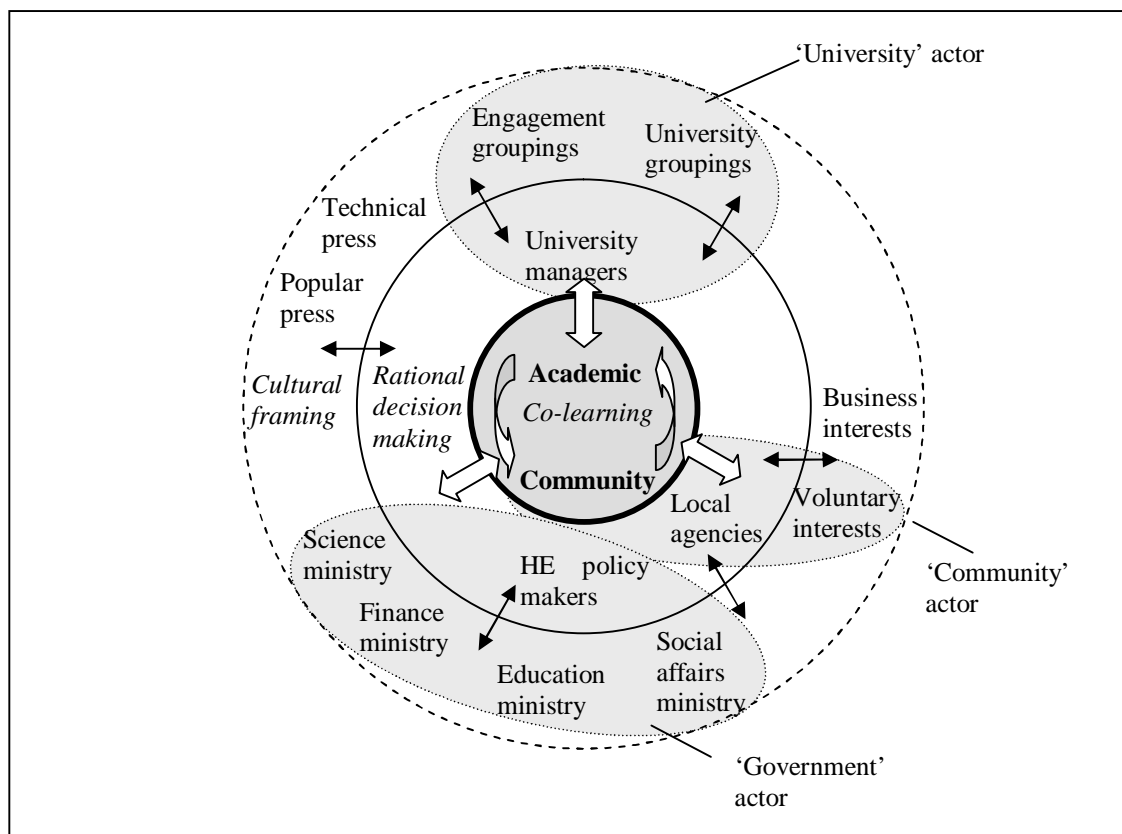 ‘University’ actor
Engagement
groupings
University
groupings
Technical
press
University
managers
Popular
press
Cultural
framing
Rational
decision
making
Academic
Co-learning
Community
Business
interests
Local
agencies
Voluntary
interests
‘Community’
actor
Science
ministry
HE policy
makers
Finance
ministry
Education
ministry
Social
affairs
ministry
‘Government’
actor